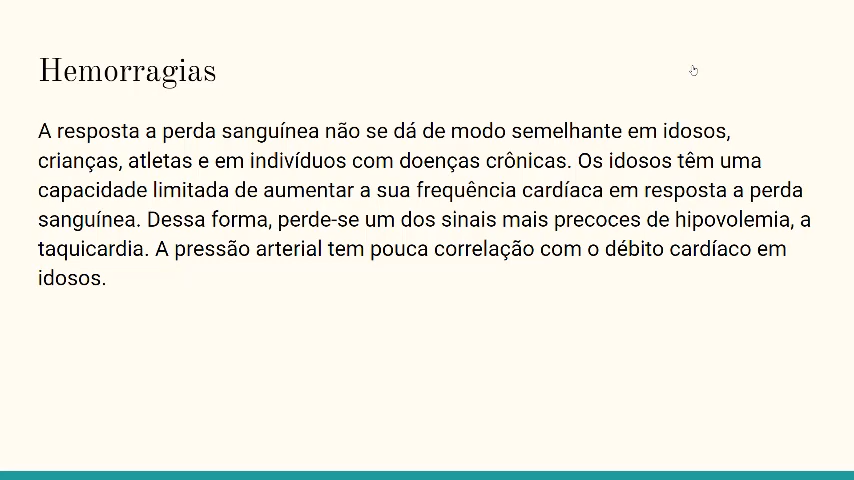 Hemorragias
A resposta a perda sanguínea não se dá de modo semelhante em idosos,
crianças, atletas e em indivíduos com doenças crônicas. Os idosos têm uma
capacidade limitada de aumentar a sua frequência cardíaca em resposta a perda
sanguínea. Dessa forma, perde-se um dos sinais mais precoces de hipovolemia, a
taquicardia. A pressão arterial tem pouca correlação com o débito cardíaco em
idosos.